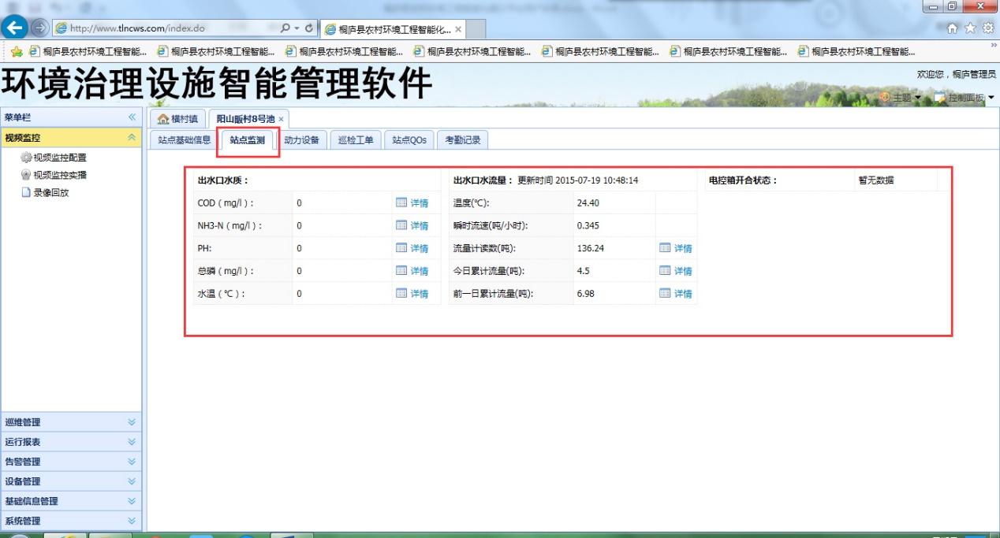 http://www.tlncws.com/index.do
桐庐县农村环境工程智能化...
桐庐县农村环境工程智能... 桐庐县农村环境工程智能... 桐庐县农村环境工程智能... 桐庐县农村环境工程智能... 桐庐县农村环境工程智能... 桐庐县农村环境工程智能... 桐庐县农村环境工程智能...
环境治理设施智能管理软件
欢迎您，桐庐管理员
主题 控制面板
菜单栏
视频监控
视频监控配置
视频监控实播
录像回放
巡维管理
运行报表
告警管理
设备管理
基础信息管理
系统管理
横村镇 阳山畈村8号池
站点基础信息 站点监测 动力设备 巡检工单 站点QOs 考勤记录
出水口水质：
COD（mg/l）: 0 详情
NH3-N（mg/l）: 0 详情
PH: 0 详情
总磷（mg/l）: 0 详情
水温（℃）: 0 详情
出水口水流量： 更新时间 2015-07-19 10:48:14
温度(℃): 24.40
瞬时流速(吨/小时): 0.345
流量计读数(吨): 136.24 详情
今日累计流量(吨): 4.5 详情
前一日累计流量(吨): 6.98 详情
电控箱开合状态： 暂无数据